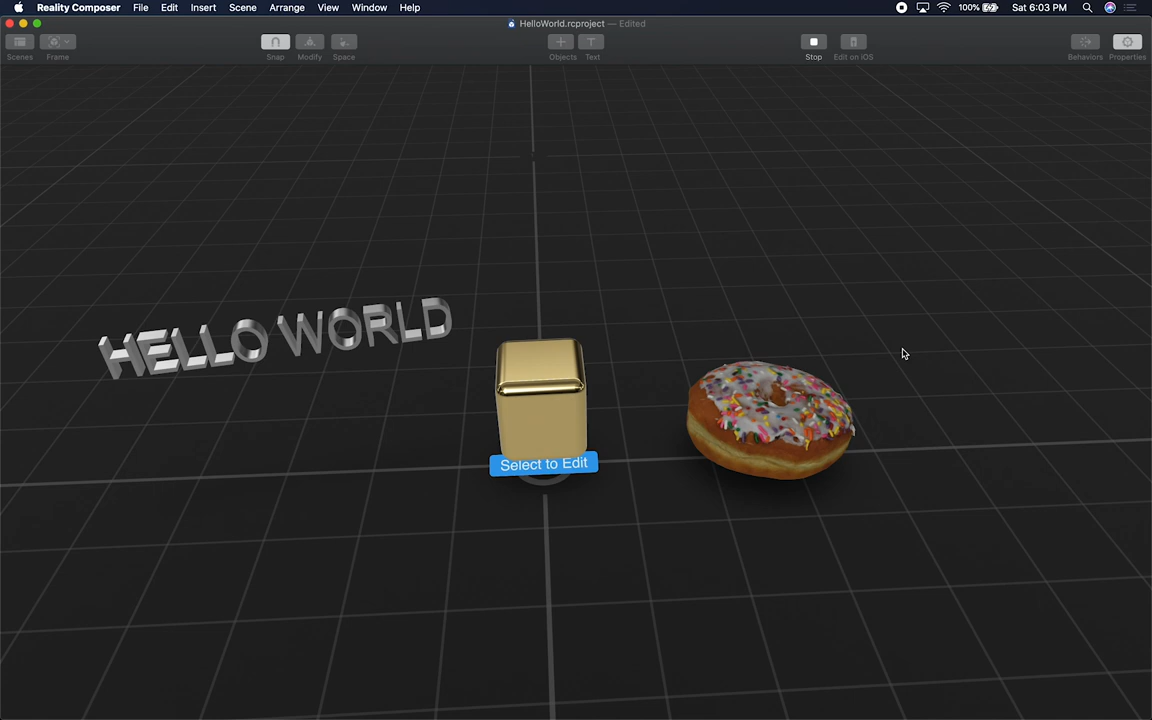 Reality Composer File Edit Insert Scene Arrange View Window Help 100% Sat 6:03 PM
HelloWorld.rcproject — Edited
Scenes Frame Snap Modify Space Objects Text Stop Edit on iOS Behaviors Properties
HELLO WORLD
Select to Edit